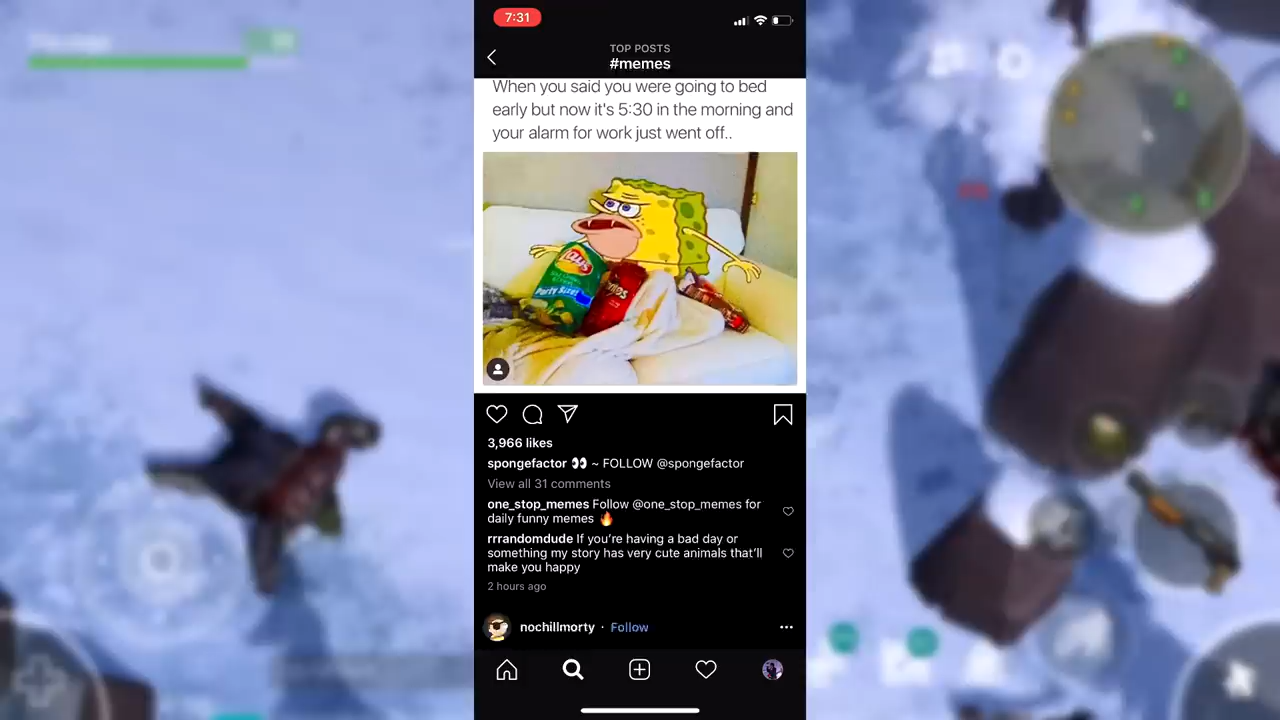 7:31
TOP POSTS
#memes
When you said you were going to bed
early but now it's 5:30 in the morning and
your alarm for work just went off..
Lay's
Party Size!
3,966 likes
spongefactor 👀 ~ FOLLOW @spongefactor
View all 31 comments
one_stop_memes Follow @one_stop_memes for
daily funny memes 🔥
rrrandomdude If you're having a bad day or
something my story has very cute animals that'll
make you happy
2 hours ago
nochillmorty · Follow